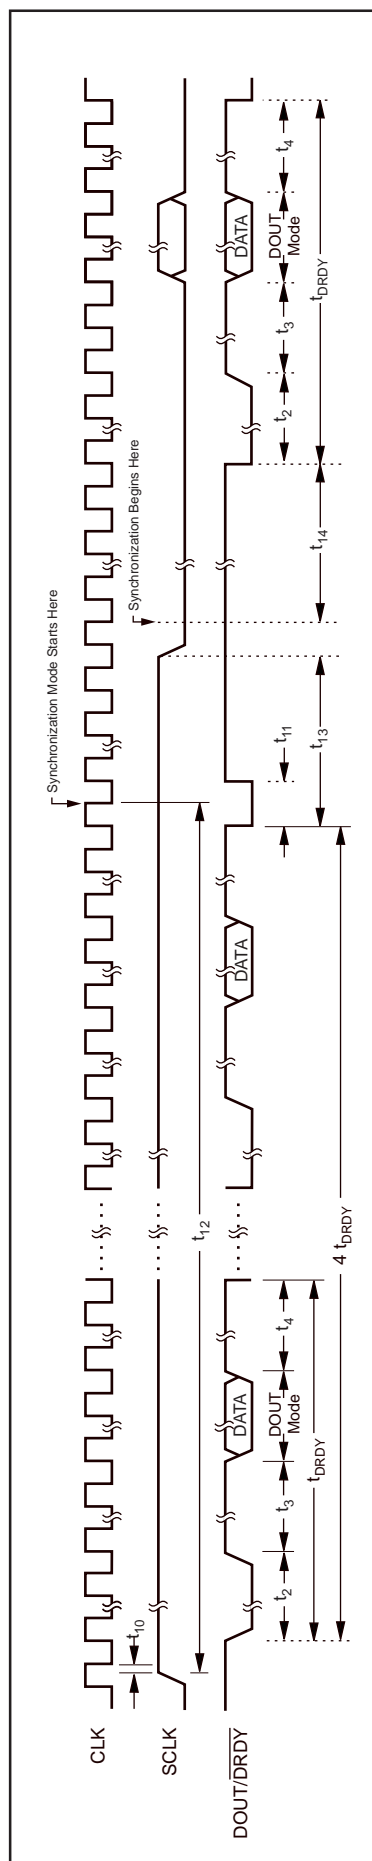 CLK
t10
Synchronization Mode Starts Here
SCLK
t12
Synchronization Begins Here
DOUT/DRDY
DATA
DATA
DATA
t2
t3
DOUT
Mode
t4
tDRDY
4 tDRDY
t11
t13
t14
t2
t3
DOUT
Mode
t4
tDRDY